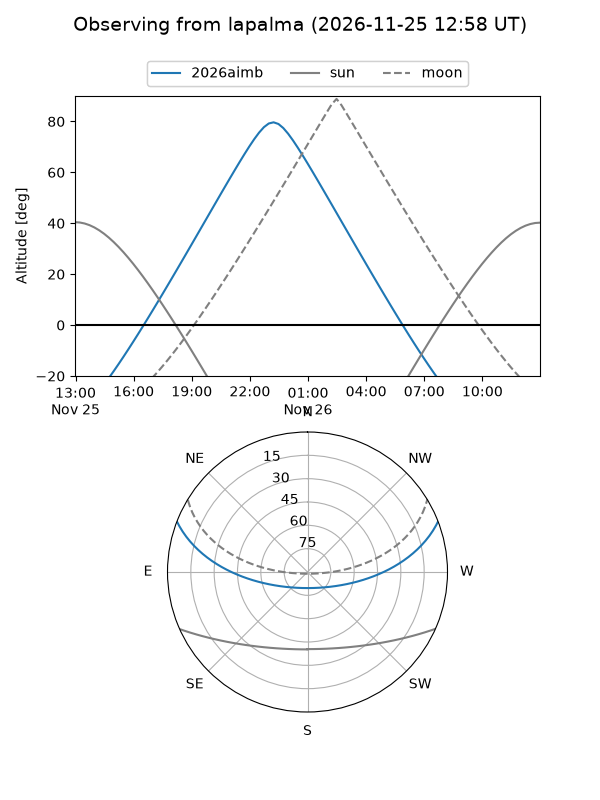 Observing from lapalma (2026-11-25 12:58 UT)
2026aimb sun moon
Altitude [deg]
80
60
40
20
0
−20
13:00 16:00 19:00 22:00 01:00 04:00 07:00 10:00
Nov 25 Nov 26
N
NE NW
15
30
45
60
75
E W
SE SW
S